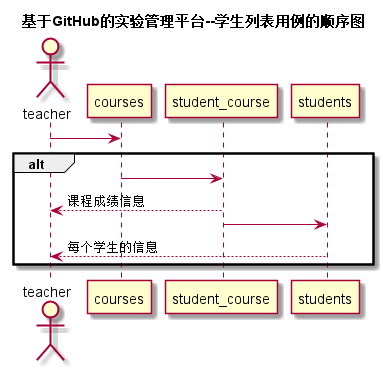 基于GitHub的实验管理平台--学生列表用例的顺序图
teacher
courses
student_course
students
alt
课程成绩信息
每个学生的信息
teacher
courses
student_course
students